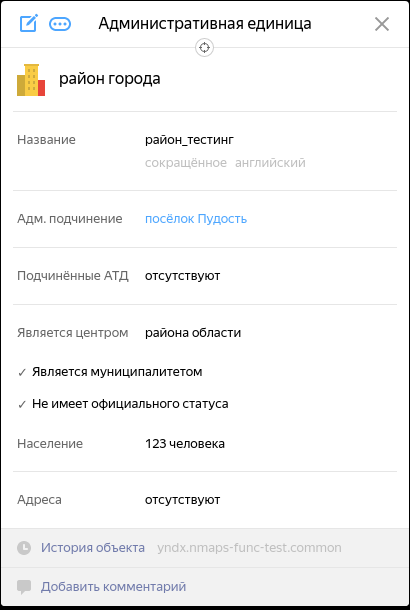 Административная единица
район города
Название район_тестинг
сокращённое английский
Адм. подчинение посёлок Пудость
Подчинённые АТД отсутствуют
Является центром района области
✓ Является муниципалитетом
✓ Не имеет официального статуса
Население 123 человека
Адреса отсутствуют
История объекта yndx.nmaps-func-test.common
Добавить комментарий